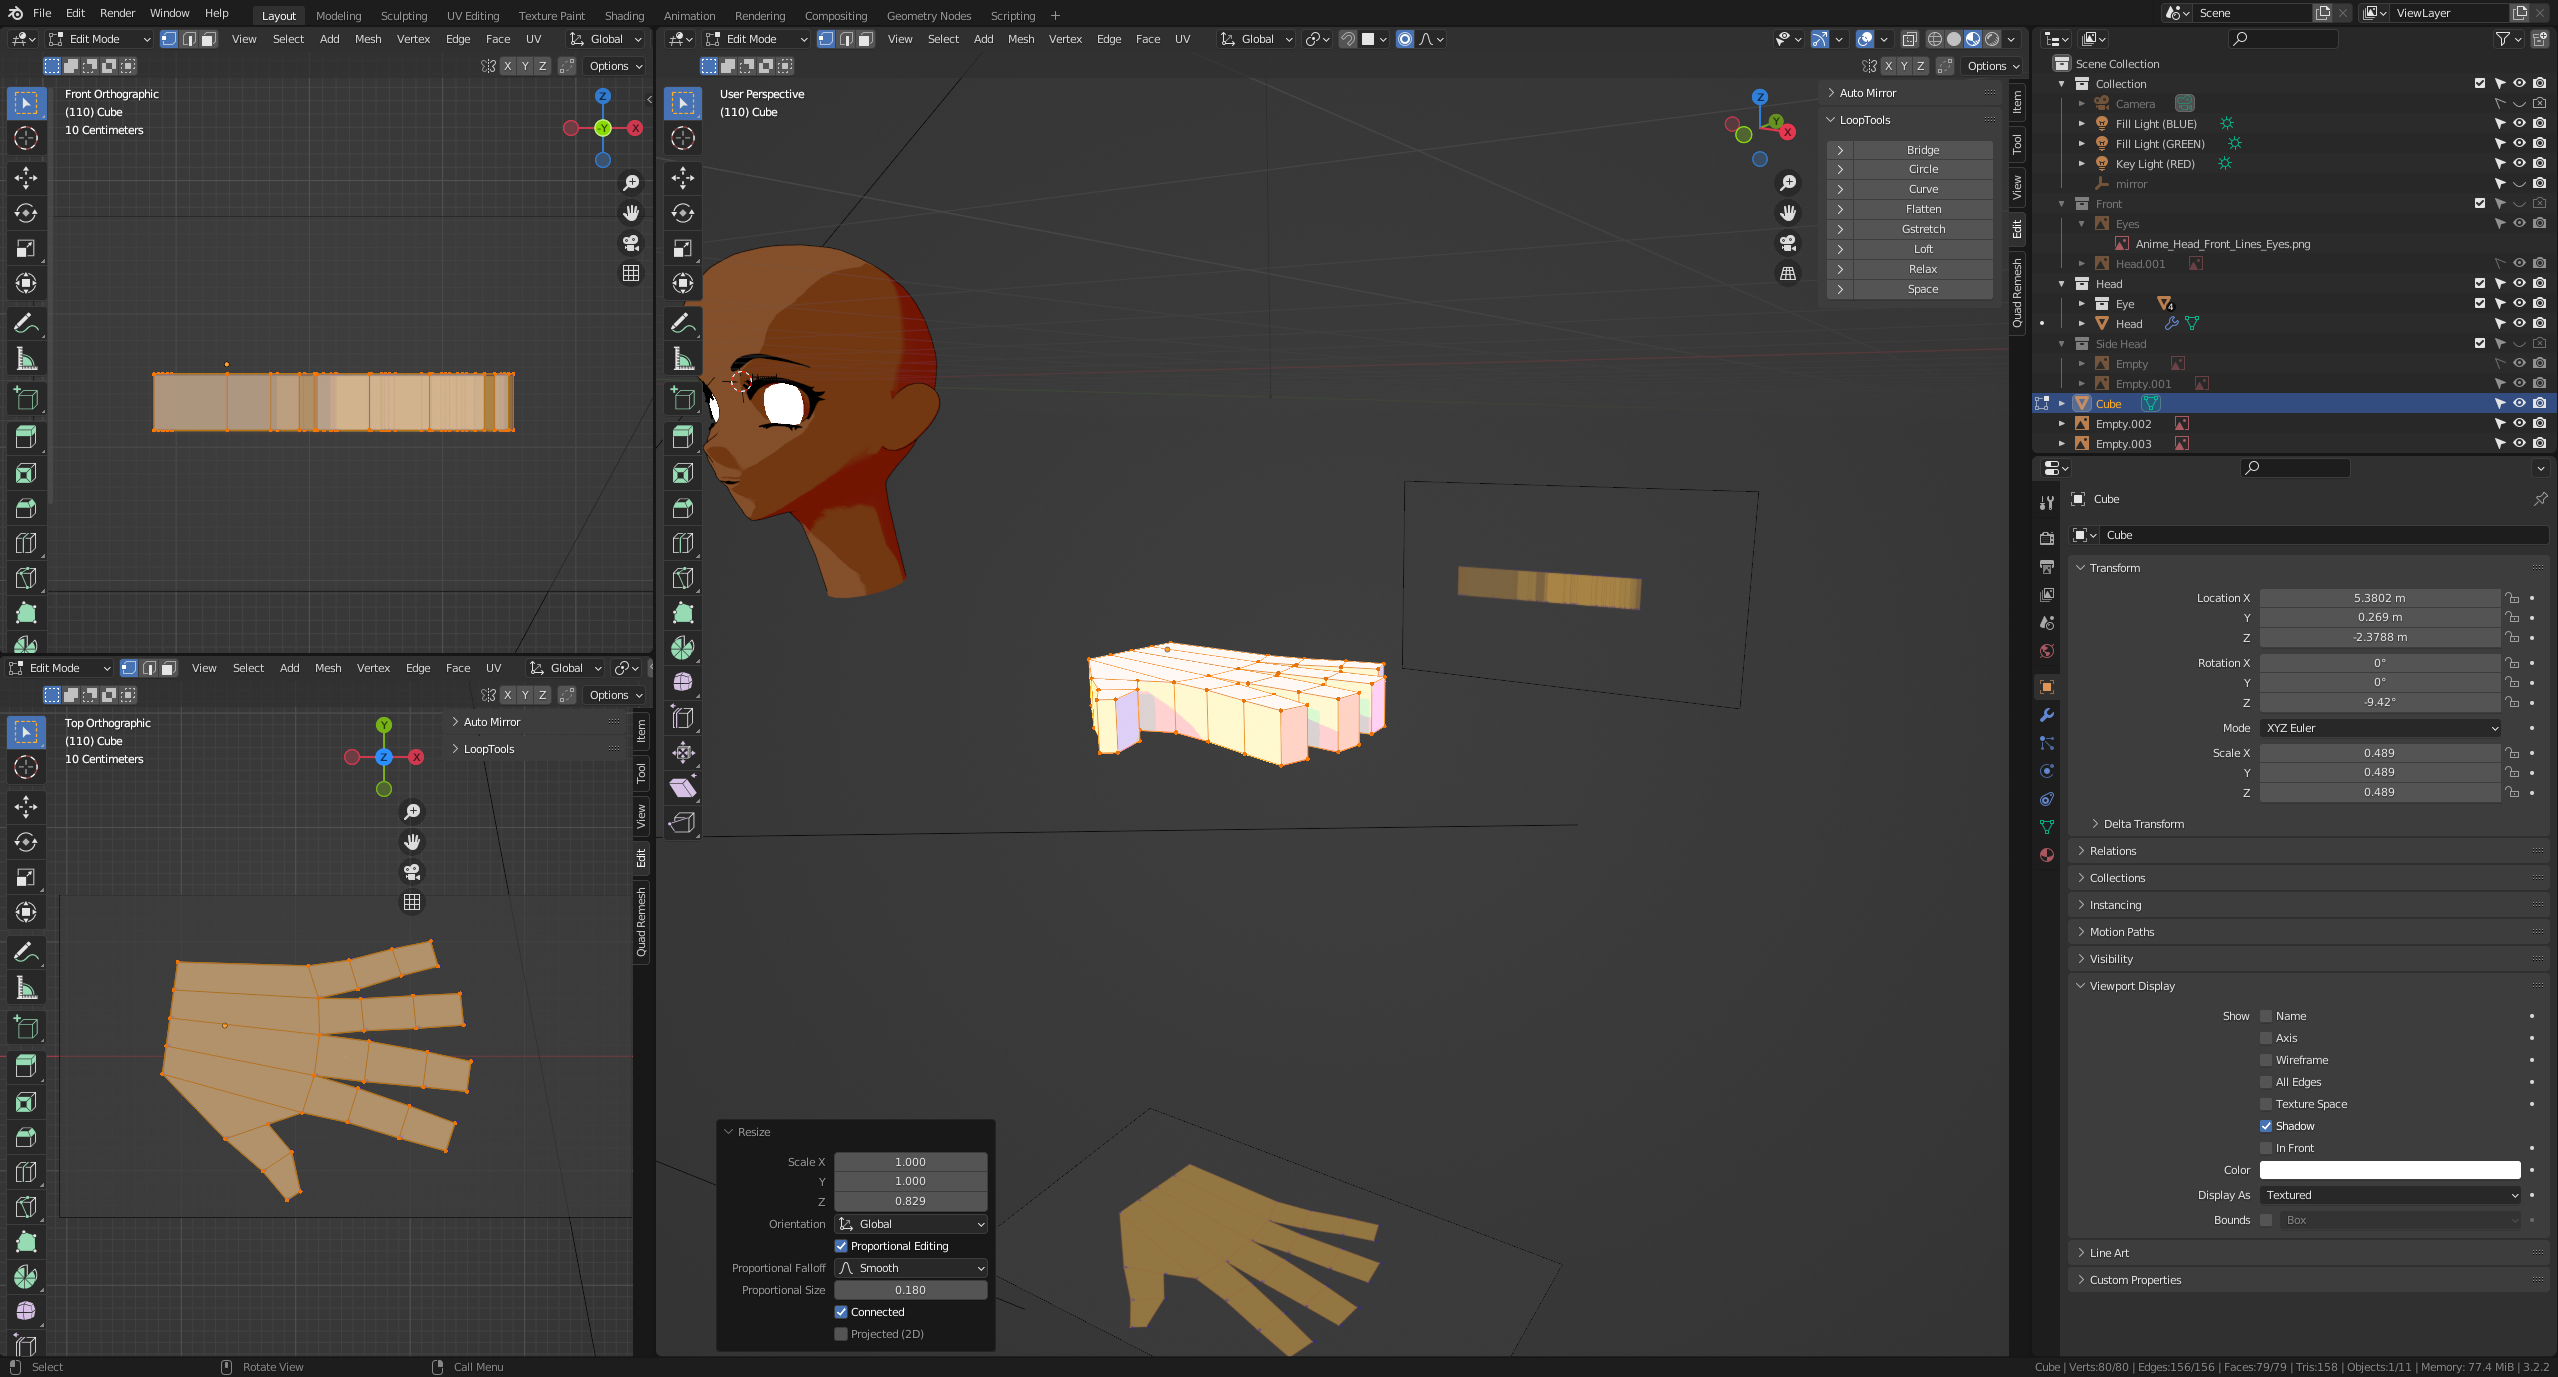 File Edit Render Window Help Layout Modeling Sculpting UV Editing Texture Paint Shading Animation Rendering Compositing Geometry Nodes Scripting + Scene ViewLayer
Edit Mode View Select Add Mesh Vertex Edge Face UV Global
X Y Z Options
Front Orthographic
(110) Cube
10 Centimeters
Z
-Y X
Edit Mode View Select Add Mesh Vertex Edge Face UV Global
X Y Z Options
Top Orthographic
(110) Cube
10 Centimeters
Y
Z X
Auto Mirror
LoopTools
Item
Tool
View
Edit
Quad Remesh
Edit Mode View Select Add Mesh Vertex Edge Face UV Global
X Y Z Options
User Perspective
(110) Cube
Z
Y
X
Auto Mirror
LoopTools
Bridge
Circle
Curve
Flatten
Gstretch
Loft
Relax
Space
Item
Tool
View
Edit
Quad Remesh
Resize
Scale X 1.000
Y 1.000
Z 0.829
Orientation Global
Proportional Editing
Proportional Falloff Smooth
Proportional Size 0.180
Connected
Projected (2D)
Scene Collection
Collection
Camera
Fill Light (BLUE)
Fill Light (GREEN)
Key Light (RED)
mirror
Front
Eyes
Anime_Head_Front_Lines_Eyes.png
Head.001
Head
Eye 4
Head
Side Head
Empty
Empty.001
Cube
Empty.002
Empty.003
Cube
Cube
Transform
Location X 5.3802 m
Y 0.269 m
Z -2.3788 m
Rotation X 0°
Y 0°
Z -9.42°
Mode XYZ Euler
Scale X 0.489
Y 0.489
Z 0.489
Delta Transform
Relations
Collections
Instancing
Motion Paths
Visibility
Viewport Display
Show Name
Axis
Wireframe
All Edges
Texture Space
Shadow
In Front
Color
Display As Textured
Bounds Box
Line Art
Custom Properties
Select Rotate View Call Menu
Cube | Verts:80/80 | Edges:156/156 | Faces:79/79 | Tris:158 | Objects:1/11 | Memory: 77.4 MiB | 3.2.2